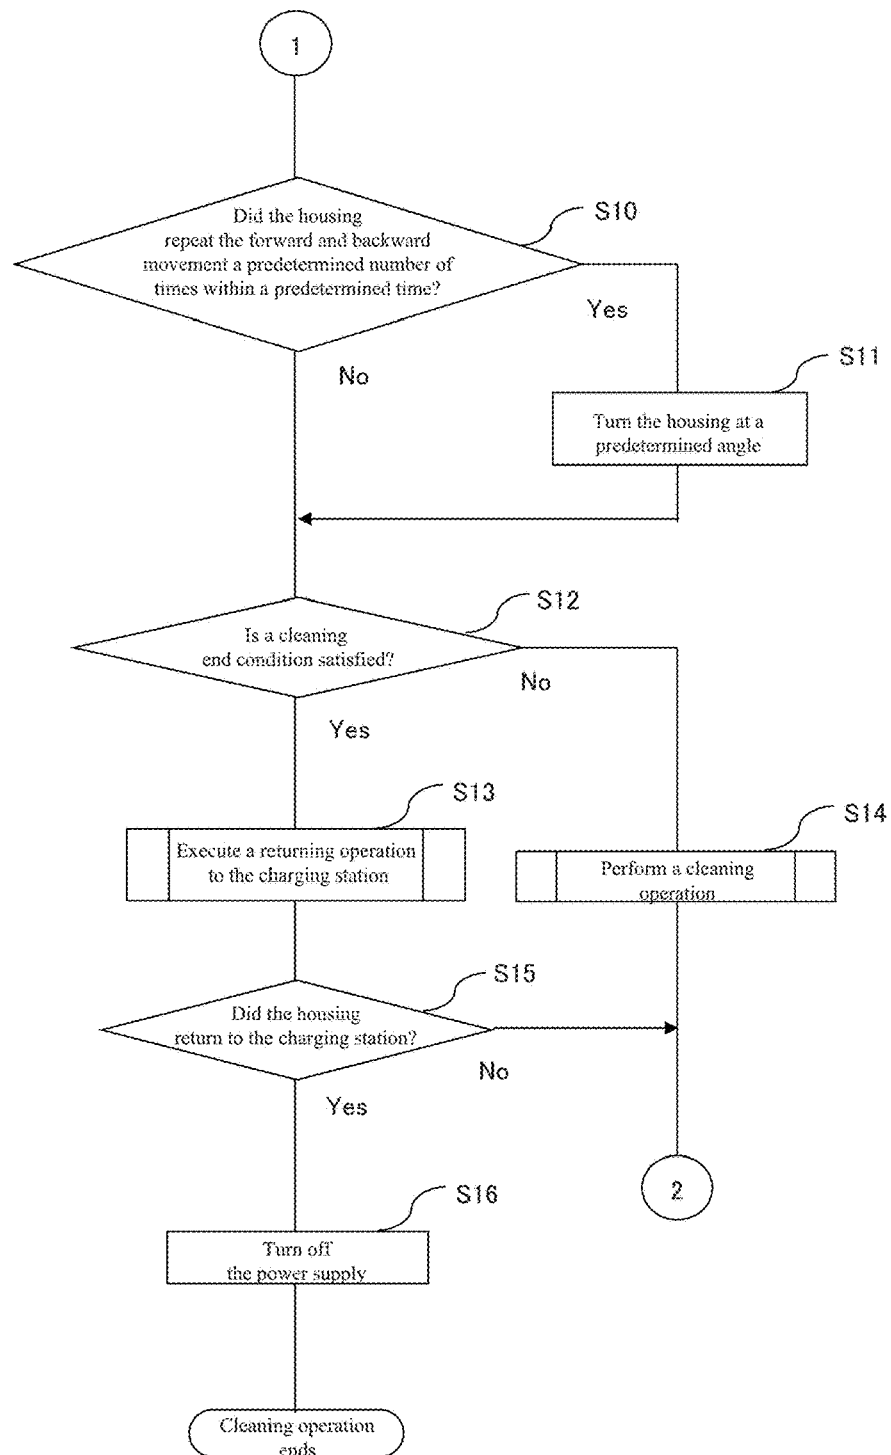 1
Did the housing
repeat the forward and backward
movement a predetermined number of
times within a predetermined time?
S10
Yes
No
S11
Turn the housing at a
predetermined angle
S12
Is a cleaning
end condition satisfied?
No
Yes
S13
Execute a returning operation
to the charging station
S14
Perform a cleaning
operation
S15
Did the housing
return to the charging station?
No
Yes
2
S16
Turn off
the power supply
Cleaning operation
ends